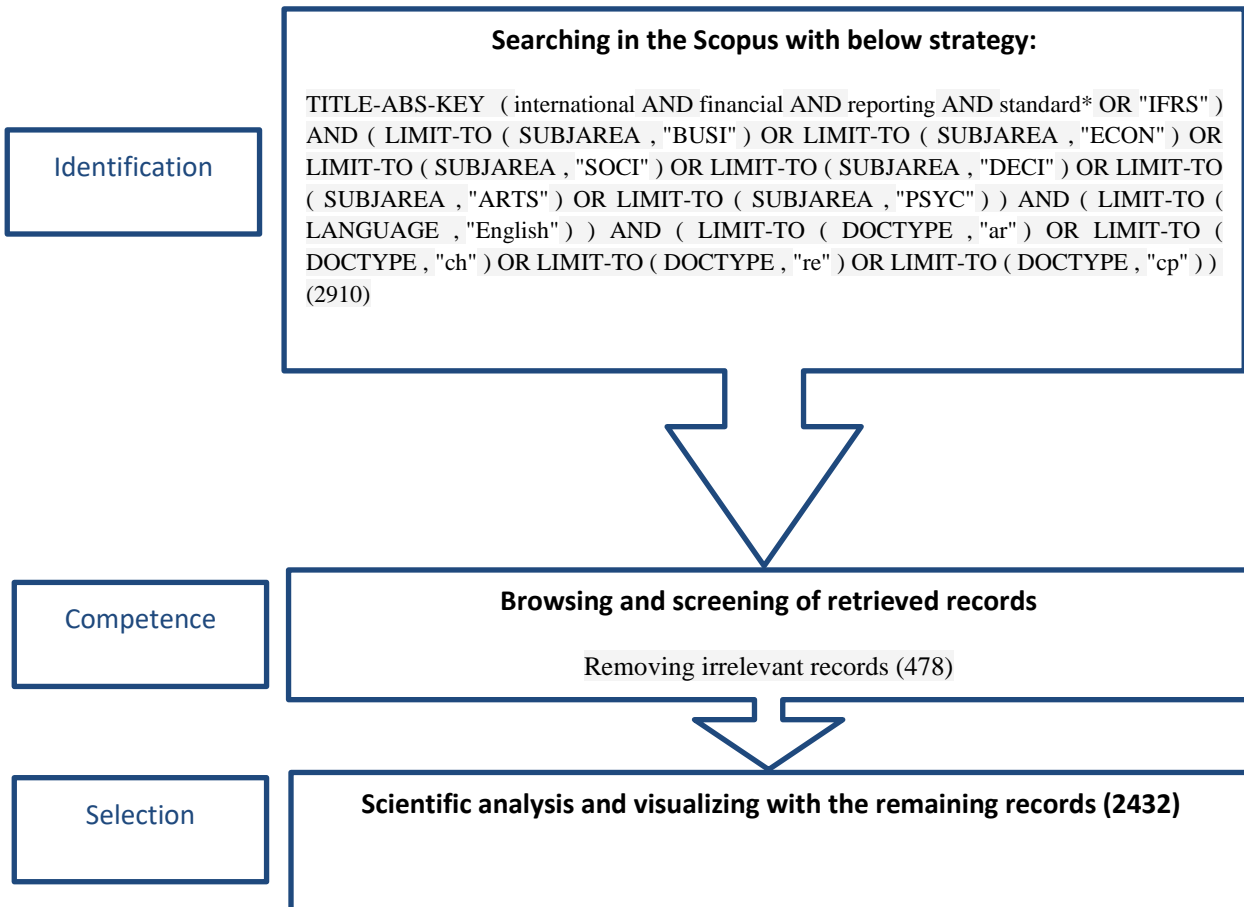 Searching in the Scopus with below strategy:
Identification
TITLE-ABS-KEY ( international AND financial AND reporting AND standard* OR "IFRS" )
AND ( LIMIT-TO ( SUBJAREA , "BUSI") OR LIMIT-TO ( SUBJAREA , "ECON" ) OR
LIMIT-TO ( SUBJAREA , "SOCI" ) OR LIMIT-TO ( SUBJAREA , "DECI" ) OR LIMIT-TO
( SUBJAREA , "ARTS" ) OR LIMIT-TO ( SUBJAREA , "PSYC" ) ) AND ( LIMIT-TO (
LANGUAGE , "English" ) ) AND ( LIMIT-TO ( DOCTYPE , "ar" ) OR LIMIT-TO (
DOCTYPE , "ch" ) OR LIMIT-TO ( DOCTYPE , "re" ) OR LIMIT-TO ( DOCTYPE , "cp" ) )
(2910)
Competence
Browsing and screening of retrieved records
Removing irrelevant records (478)
Selection
Scientific analysis and visualizing with the remaining records (2432)